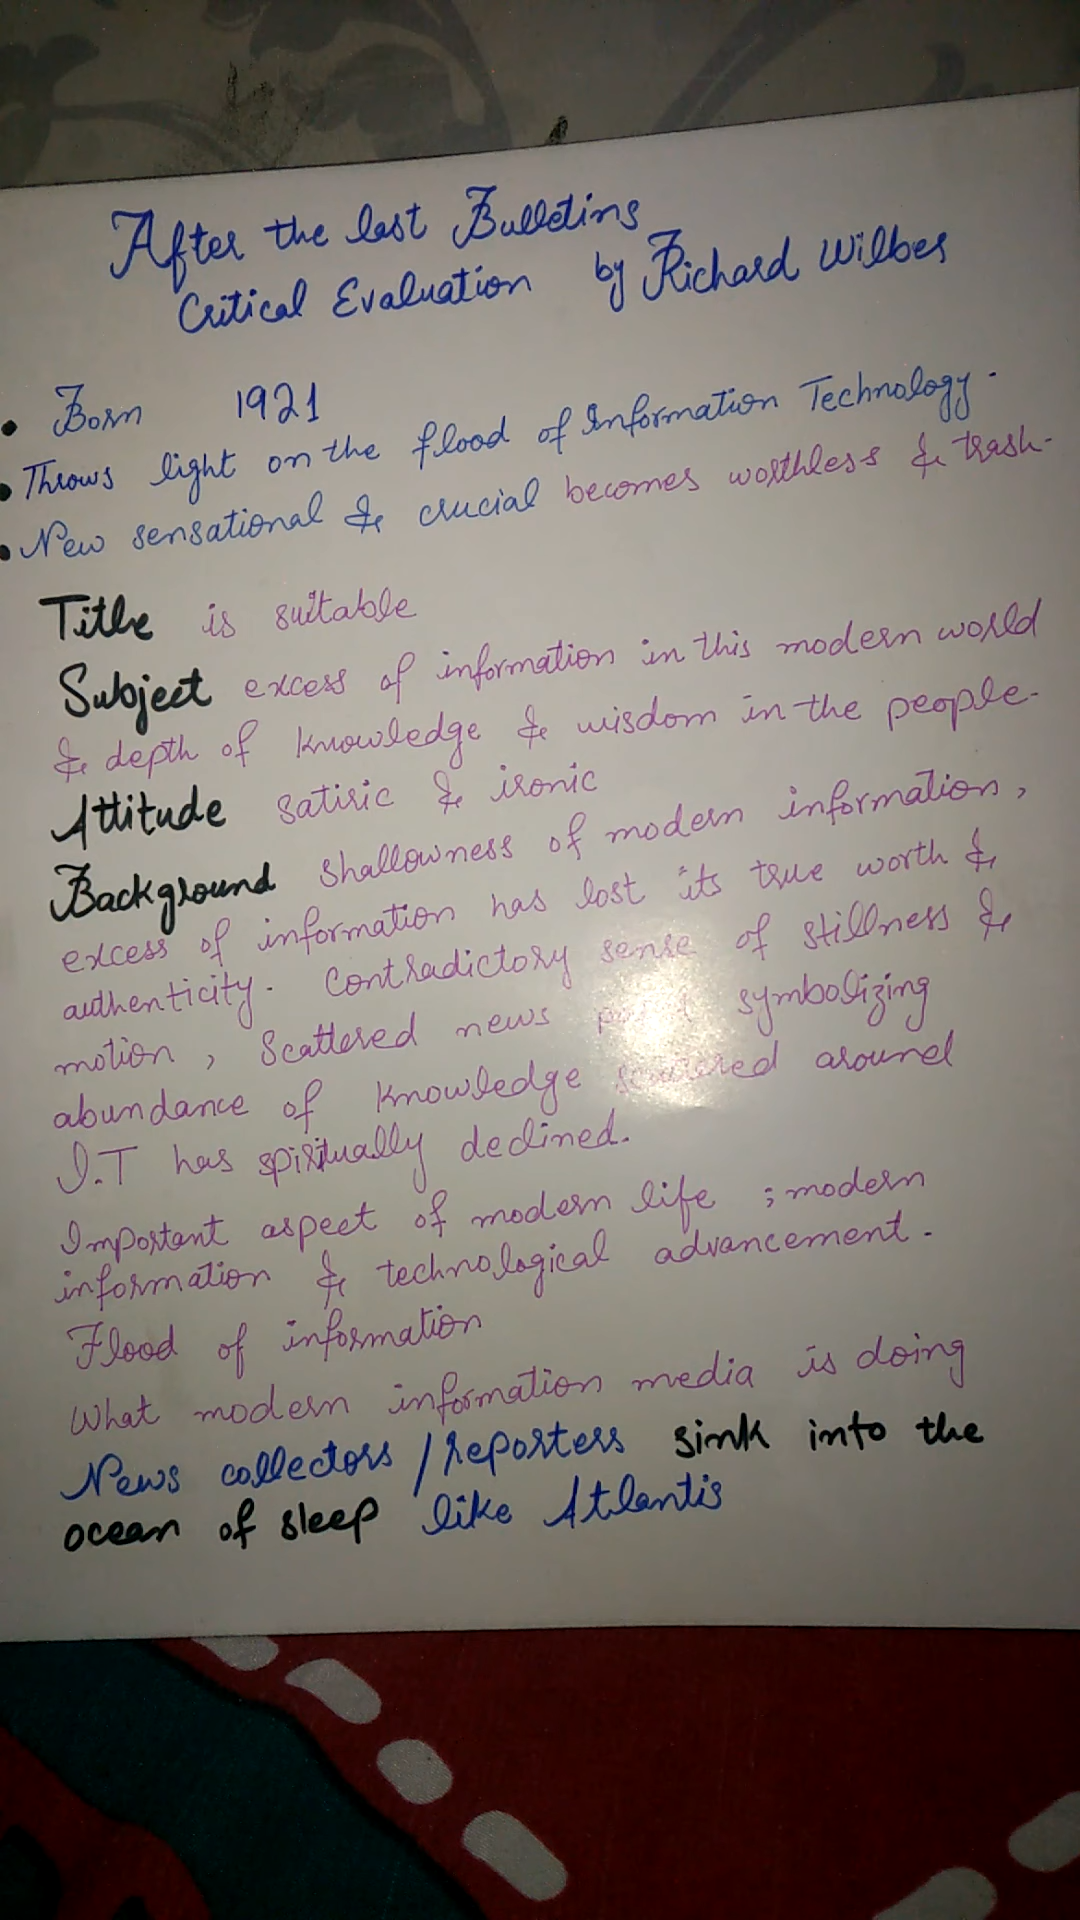 After the last Bulletins
Critical Evaluation by Richard Wilber
• Born 1921
• Throws light on the flood of Information Technology.
• New sensational & crucial becomes worthless & trash.
Title is suitable
Subject excess of information in this modern world
& depth of knowledge & wisdom in the people.
Attitude satiric & ironic
Background Shallowness of modern information,
excess of information has lost its true worth &
authenticity. Contradictory sense of stillness &
motion, Scattered news symbolizing
abundance of knowledge scattered around
I.T has spiritually declined.
Important aspect of modern life ; modern
information & technological advancement.
Flood of information
What modern information media is doing
News collectors / reporters sink into the
ocean of sleep like Atlantis